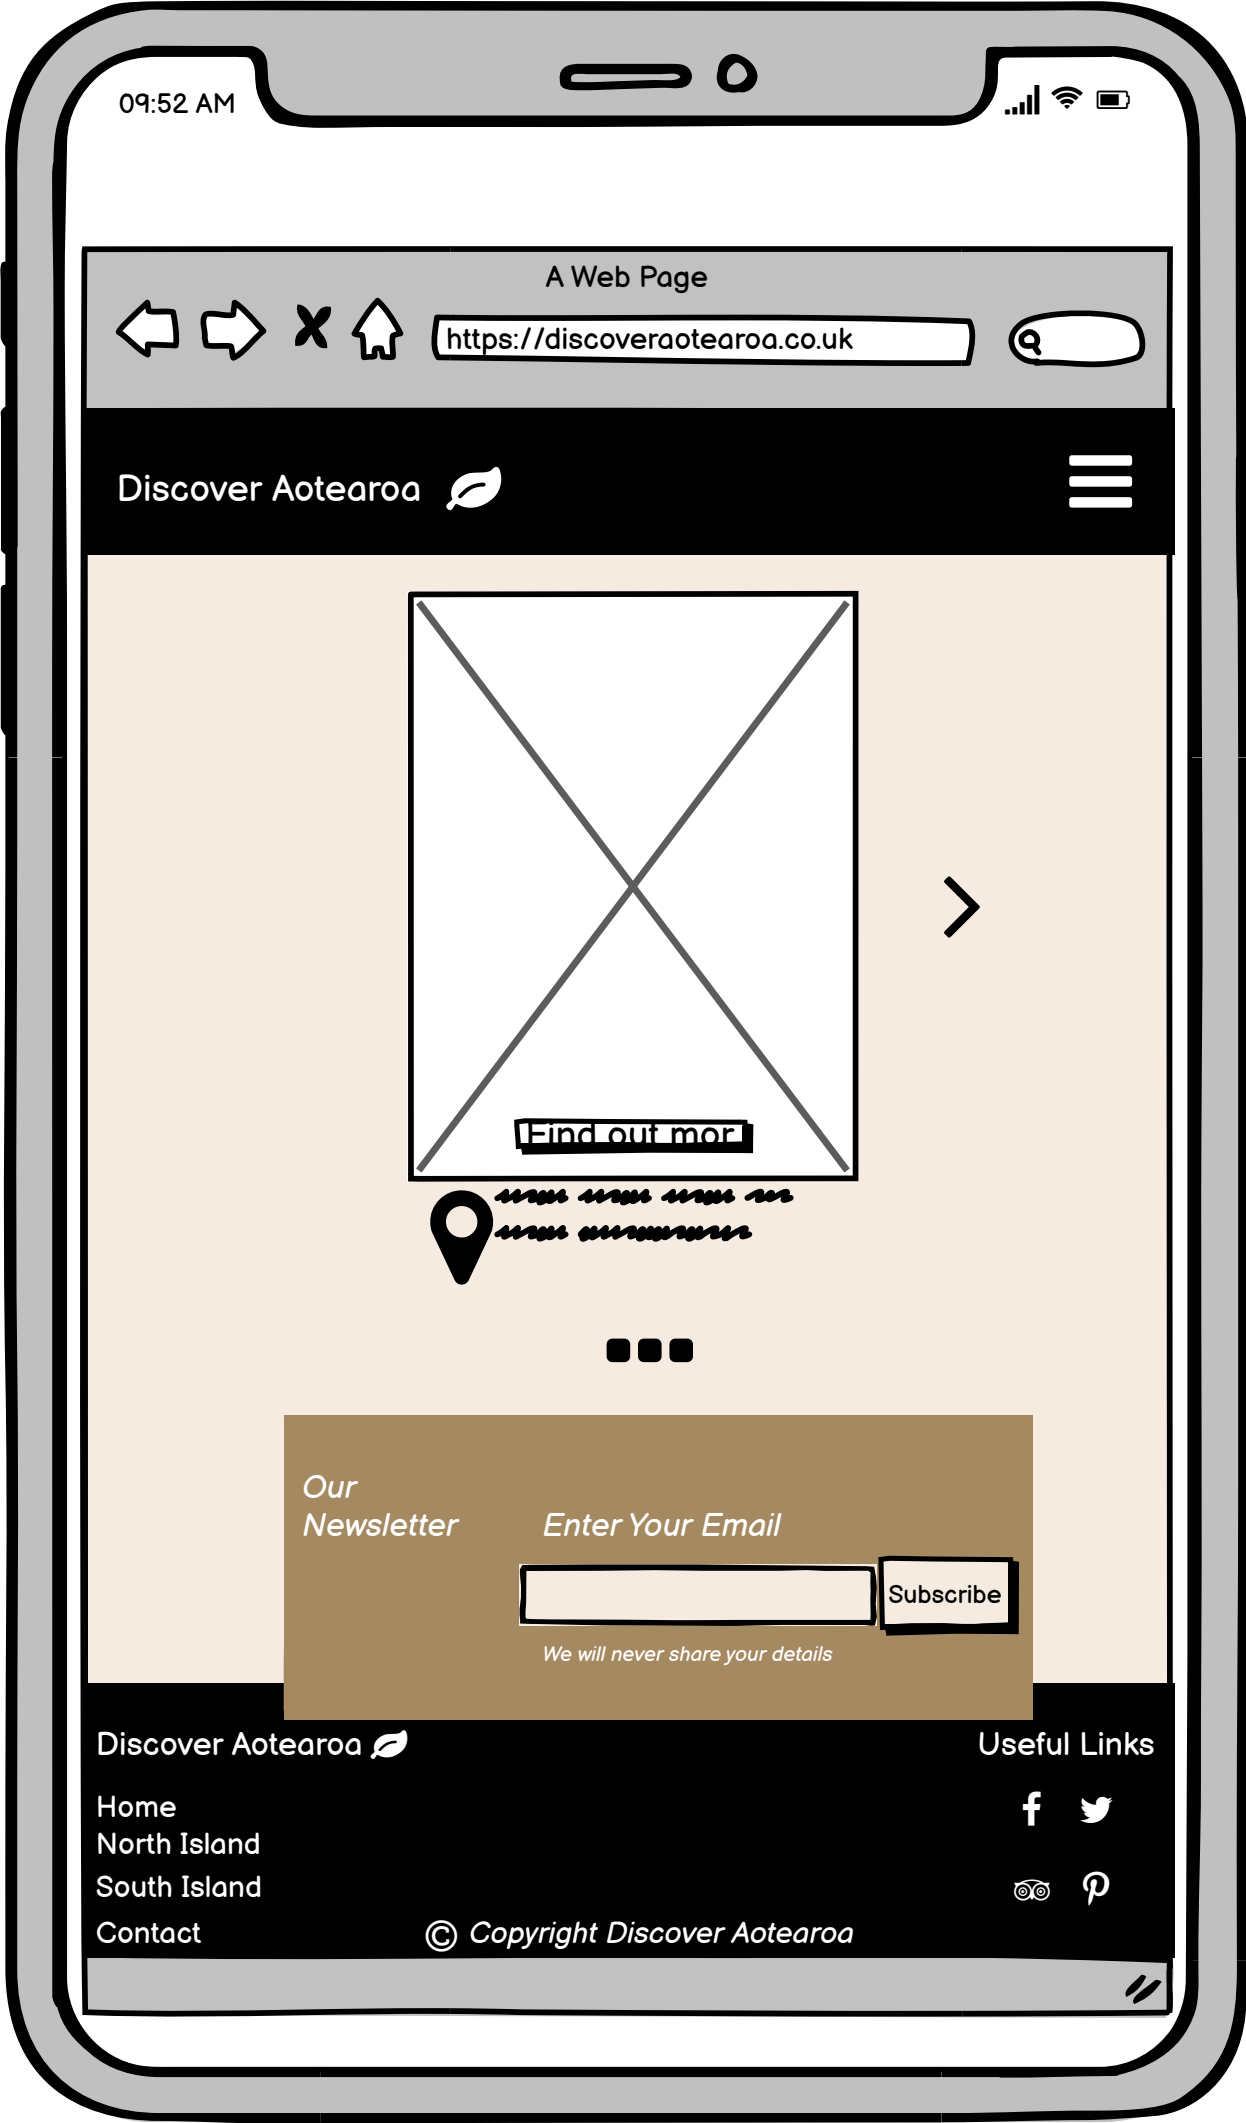 09:52 AM
A Web Page
https://discoveraotearoa.co.uk
Discover Aotearoa
Find out mor
Our
Newsletter
Enter Your Email
Subscribe
We will never share your details
Discover Aotearoa
Useful Links
Home
North Island
South Island
Contact
© Copyright Discover Aotearoa